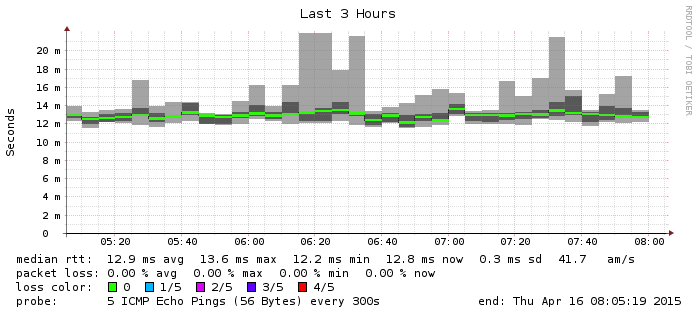 Last 3 Hours
RRDTOOL / TOBI OETIKER
Seconds
20 m
18 m
16 m
14 m
12 m
10 m
8 m
6 m
4 m
2 m
0
05:20 05:40 06:00 06:20 06:40 07:00 07:20 07:40 08:00
median rtt: 12.9 ms avg 13.6 ms max 12.2 ms min 12.8 ms now 0.3 ms sd 41.7 am/s
packet loss: 0.00 % avg 0.00 % max 0.00 % min 0.00 % now
loss color: 0 1/5 2/5 3/5 4/5
probe: 5 ICMP Echo Pings (56 Bytes) every 300s end: Thu Apr 16 08:05:19 2015